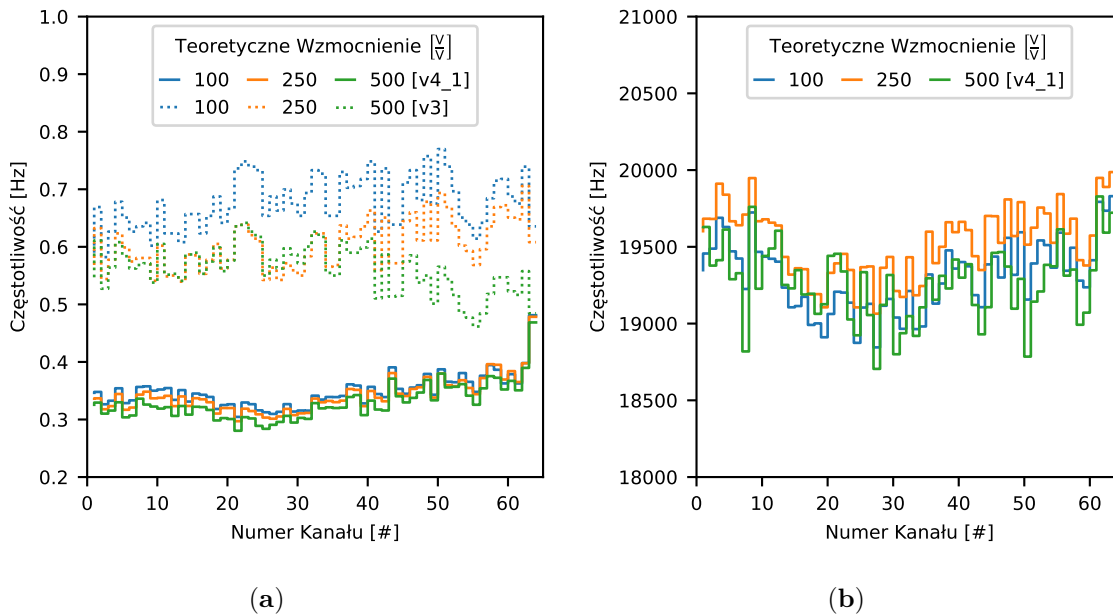 Teoretyczne Wzmocnienie [V/V]
100 250 500 [v4_1]
100 250 500 [v3]
Częstotliwość [Hz]
1.0
0.9
0.8
0.7
0.6
0.5
0.4
0.3
0.2
0 10 20 30 40 50 60
Numer Kanału [#]
(a)
Teoretyczne Wzmocnienie [V/V]
100 250 500 [v4_1]
Częstotliwość [Hz]
21000
20500
20000
19500
19000
18500
18000
0 10 20 30 40 50 60
Numer Kanału [#]
(b)